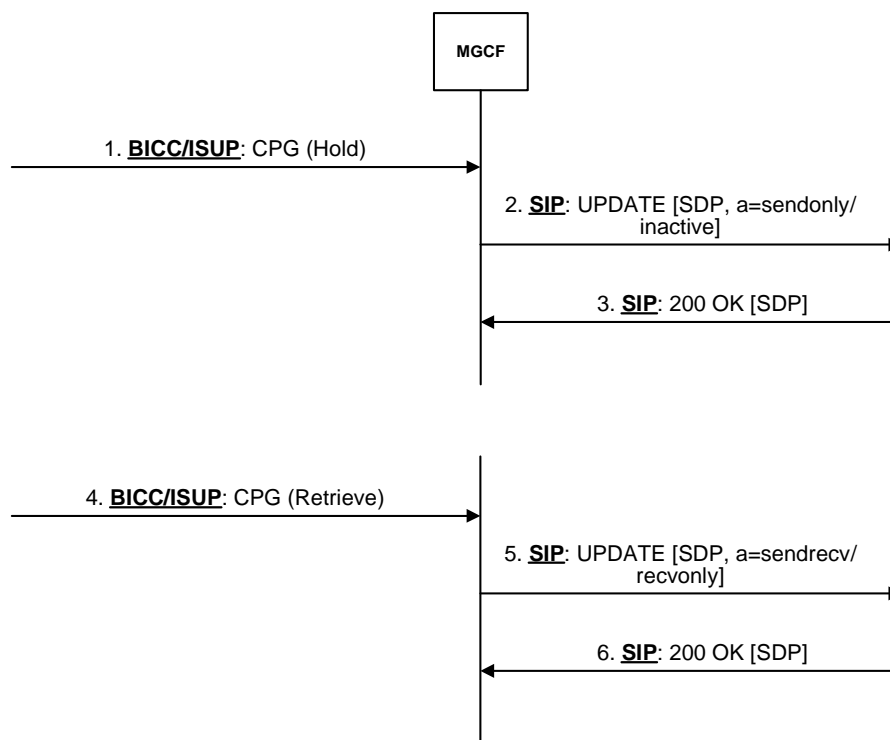 MGCF
1. BICC/ISUP: CPG (Hold)
2. SIP: UPDATE [SDP, a=sendonly/
inactive]
3. SIP: 200 OK [SDP]
4. BICC/ISUP: CPG (Retrieve)
5. SIP: UPDATE [SDP, a=sendrecv/
recvonly]
6. SIP: 200 OK [SDP]